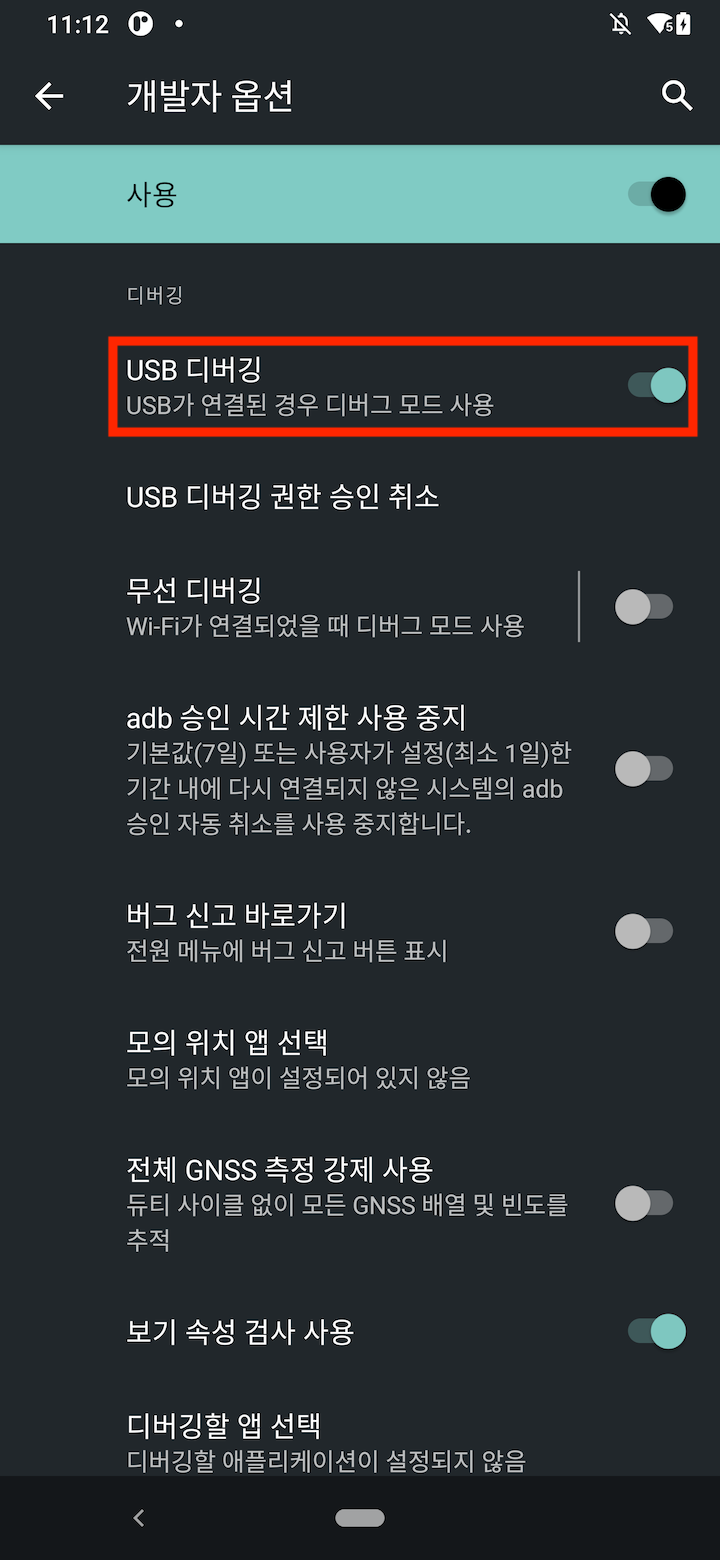 11:12
5
개발자 옵션
사용
디버깅
USB 디버깅
USB가 연결된 경우 디버그 모드 사용
USB 디버깅 권한 승인 취소
무선 디버깅
Wi-Fi가 연결되었을 때 디버그 모드 사용
adb 승인 시간 제한 사용 중지
기본값(7일) 또는 사용자가 설정(최소 1일)한
기간 내에 다시 연결되지 않은 시스템의 adb
승인 자동 취소를 사용 중지합니다.
버그 신고 바로가기
전원 메뉴에 버그 신고 버튼 표시
모의 위치 앱 선택
모의 위치 앱이 설정되어 있지 않음
전체 GNSS 측정 강제 사용
듀티 사이클 없이 모든 GNSS 배열 및 빈도를
추적
보기 속성 검사 사용
디버깅할 앱 선택
디버깅할 애플리케이션이 설정되지 않음